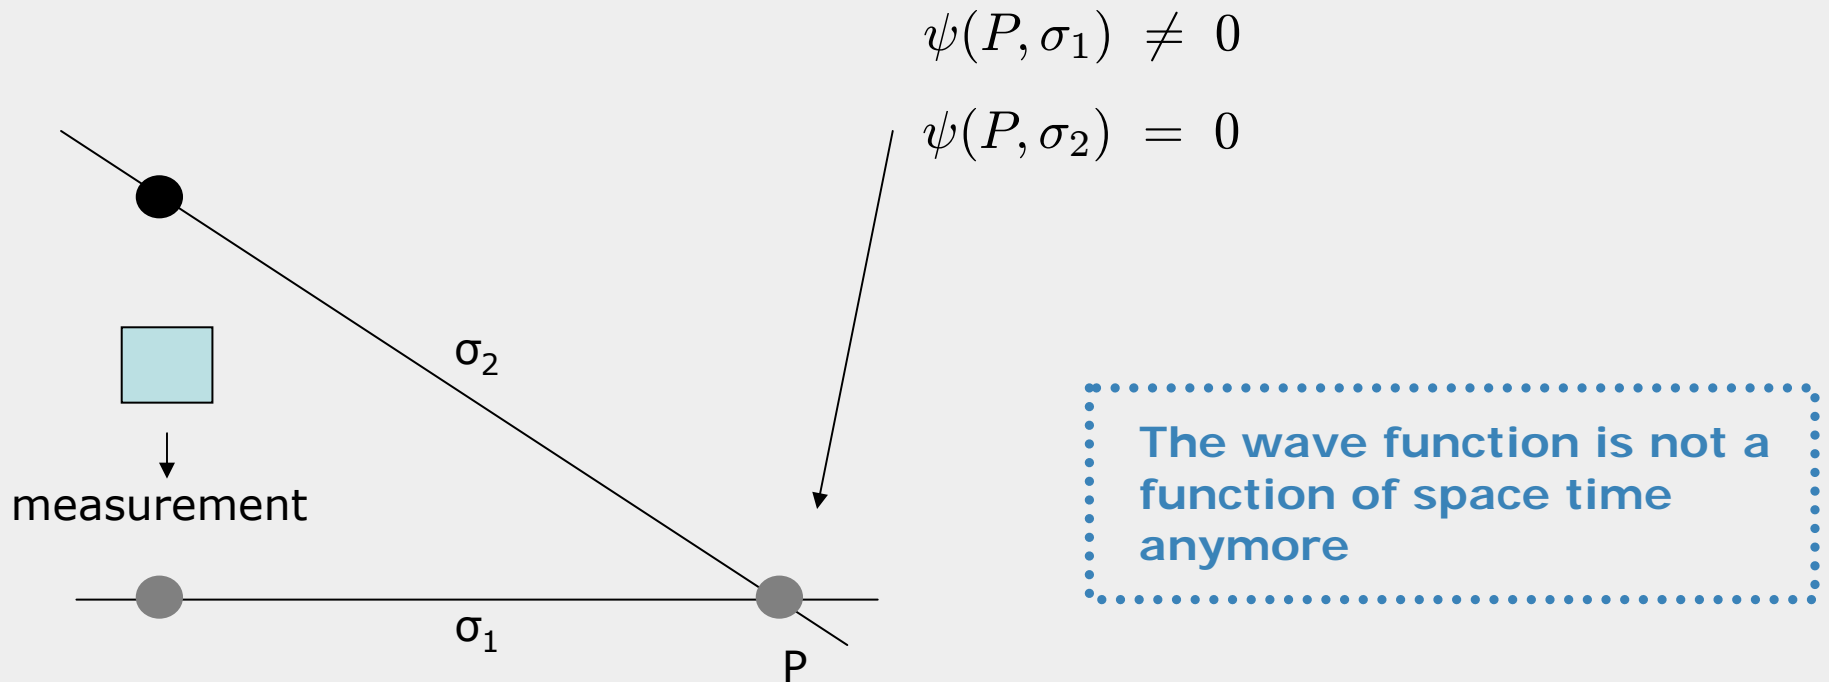 ψ(P, σ₁) ≠ 0
ψ(P, σ₂) = 0
σ₂
measurement
The wave function is not a
function of space time
anymore
σ₁
P